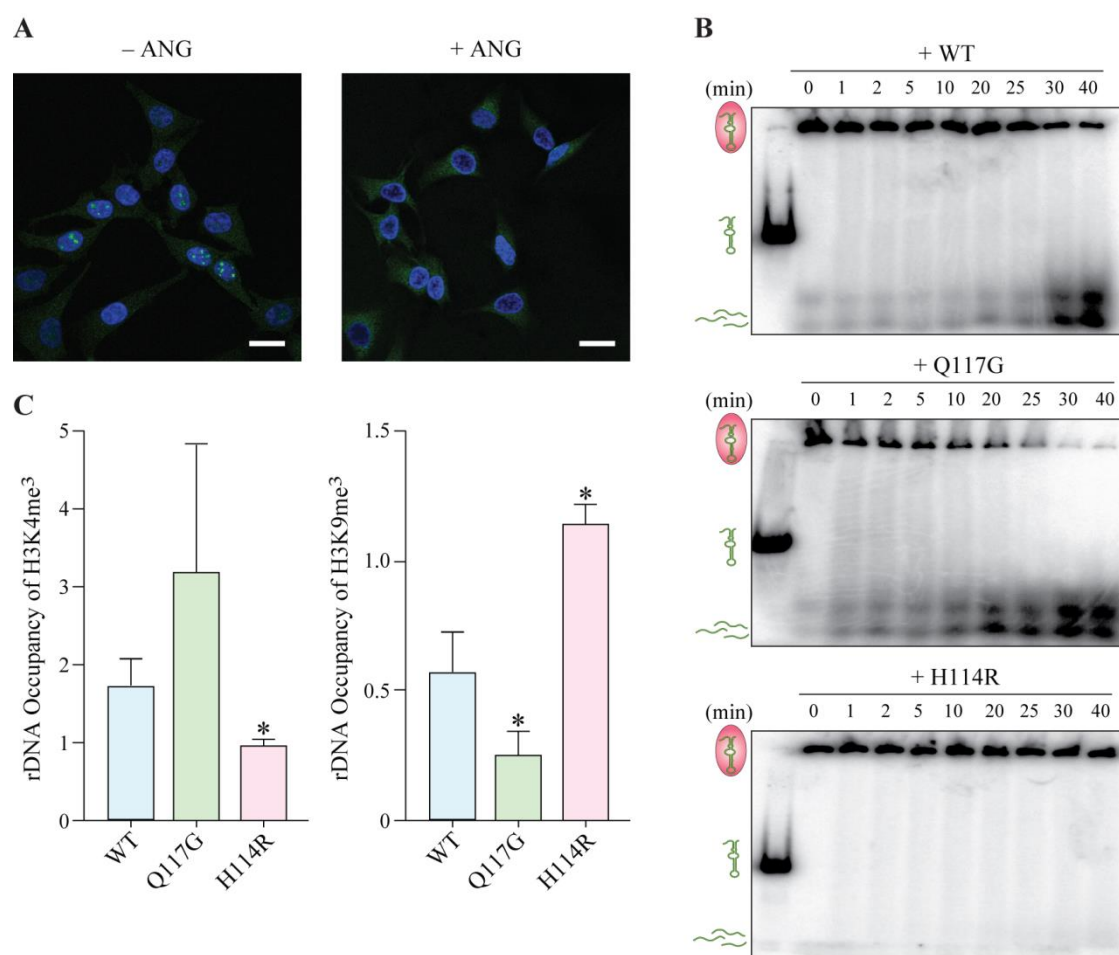 A
– ANG
+ ANG
B
+ WT
(min) 0 1 2 5 10 20 25 30 40
+ Q117G
(min) 0 1 2 5 10 20 25 30 40
+ H114R
(min) 0 1 2 5 10 20 25 30 40
C
rDNA Occupancy of H3K4me³
5
4
3
2
1
0
WT
Q117G
H114R
*
rDNA Occupancy of H3K9me³
1.5
1.0
0.5
0
WT
Q117G
H114R
*
*